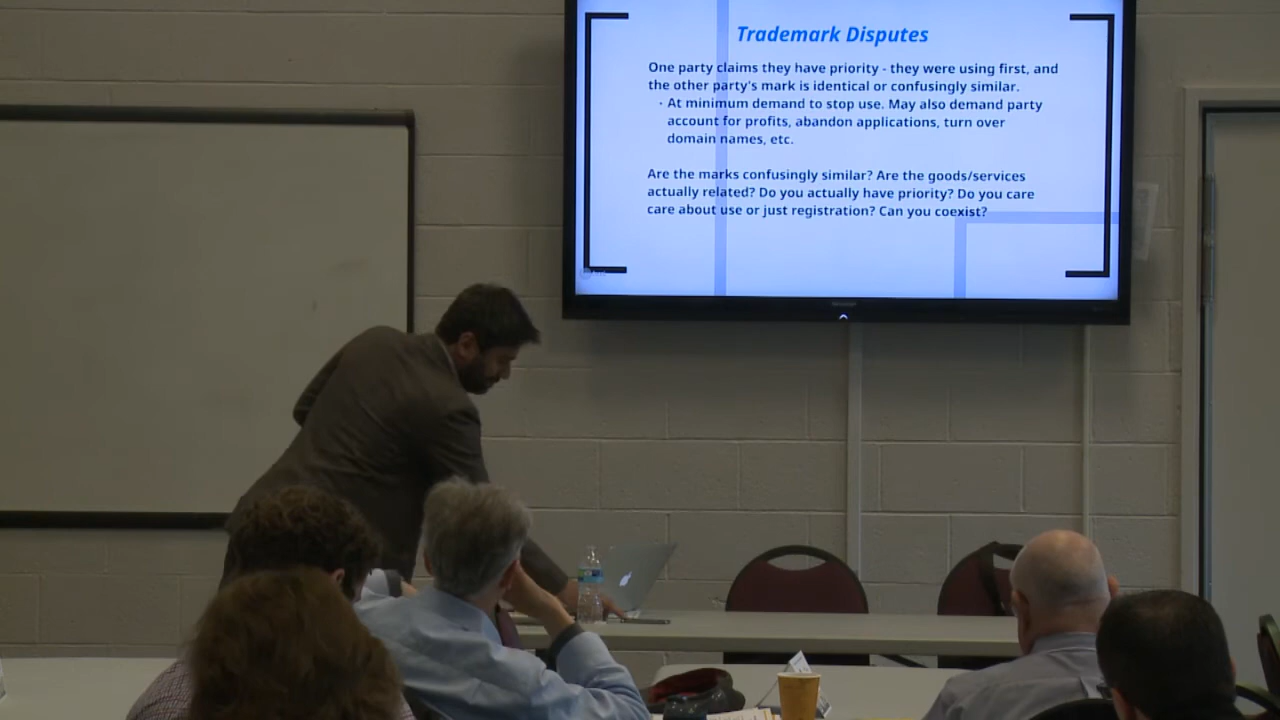 Trademark Disputes
One party claims they have priority - they were using first, and
the other party's mark is identical or confusingly similar.
· At minimum demand to stop use. May also demand party
account for profits, abandon applications, turn over
domain names, etc.
Are the marks confusingly similar? Are the goods/services
actually related? Do you actually have priority? Do you care
care about use or just registration? Can you coexist?